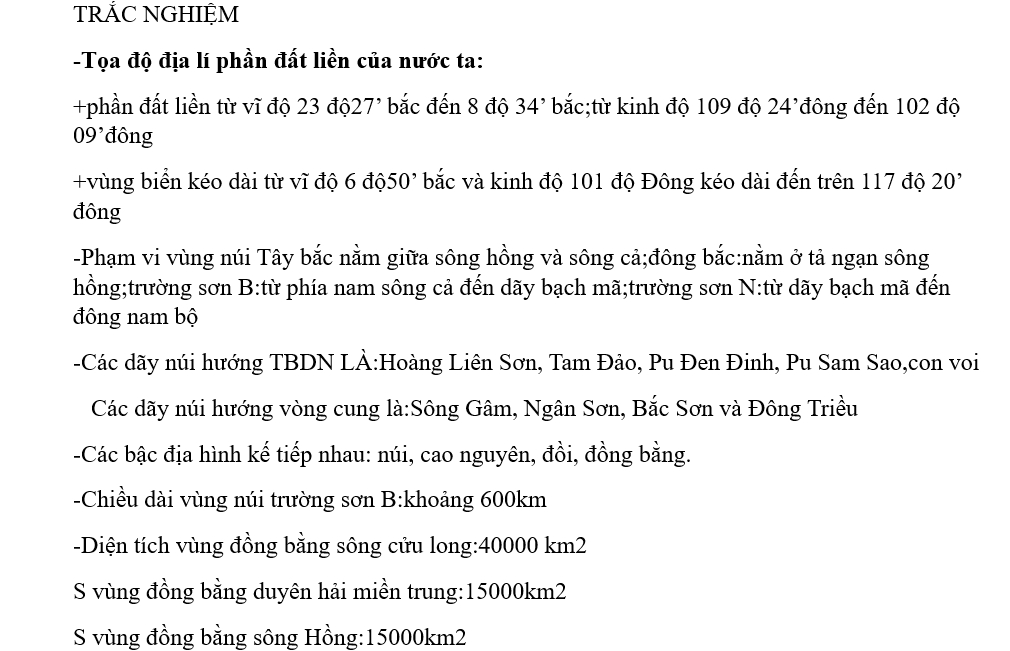 TRẮC NGHIỆM
-Tọa độ địa lí phần đất liền của nước ta:
+phần đất liền từ vĩ độ 23 độ27’ bắc đến 8 độ 34’ bắc;từ kinh độ 109 độ 24’đông đến 102 độ
09’đông
+vùng biển kéo dài từ vĩ độ 6 độ50’ bắc và kinh độ 101 độ Đông kéo dài đến trên 117 độ 20’
đông
-Phạm vi vùng núi Tây bắc nằm giữa sông hồng và sông cả;đông bắc:nằm ở tả ngạn sông
hồng;trường sơn B:từ phía nam sông cả đến dãy bạch mã;trường sơn N:từ dãy bạch mã đến
đông nam bộ
-Các dãy núi hướng TBDN LÀ:Hoàng Liên Sơn, Tam Đảo, Pu Đen Đinh, Pu Sam Sao,con voi
Các dãy núi hướng vòng cung là:Sông Gâm, Ngân Sơn, Bắc Sơn và Đông Triều
-Các bậc địa hình kế tiếp nhau: núi, cao nguyên, đồi, đồng bằng.
-Chiều dài vùng núi trường sơn B:khoảng 600km
-Diện tích vùng đồng bằng sông cửu long:40000 km2
S vùng đồng bằng duyên hải miền trung:15000km2
S vùng đồng bằng sông Hồng:15000km2